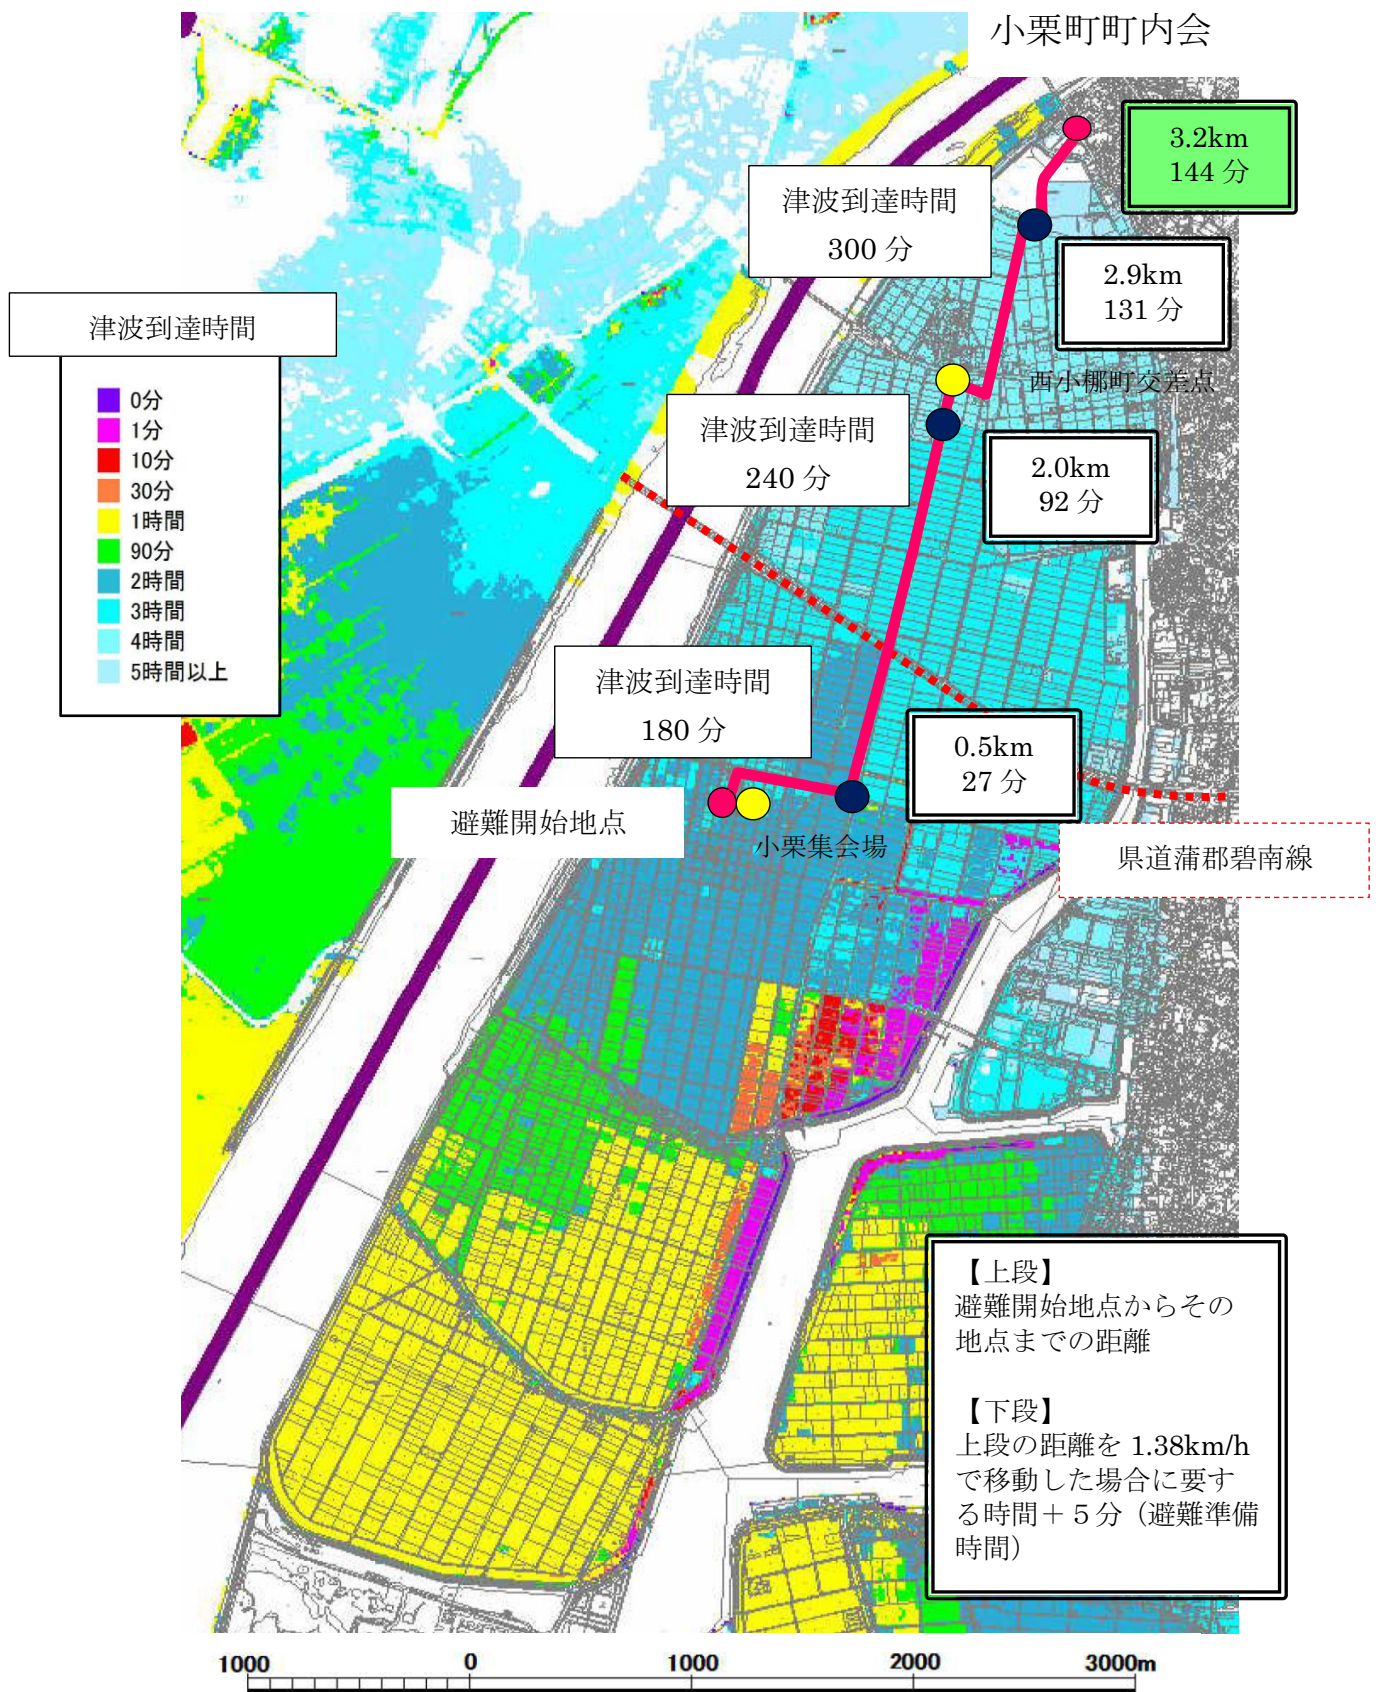 小栗町町内会
3.2km
144 分
津波到達時間
300 分
2.9km
131 分
津波到達時間
0分
1分
10分
30分
1時間
90分
2時間
3時間
4時間
5時間以上
西小梛町交差点
津波到達時間
240 分
2.0km
92 分
津波到達時間
180 分
0.5km
27 分
避難開始地点
小栗集会場
県道蒲郡碧南線
【上段】
避難開始地点からその
地点までの距離
【下段】
上段の距離を 1.38km/h
で移動した場合に要す
る時間＋５分（避難準備
時間）
1000 0 1000 2000 3000m